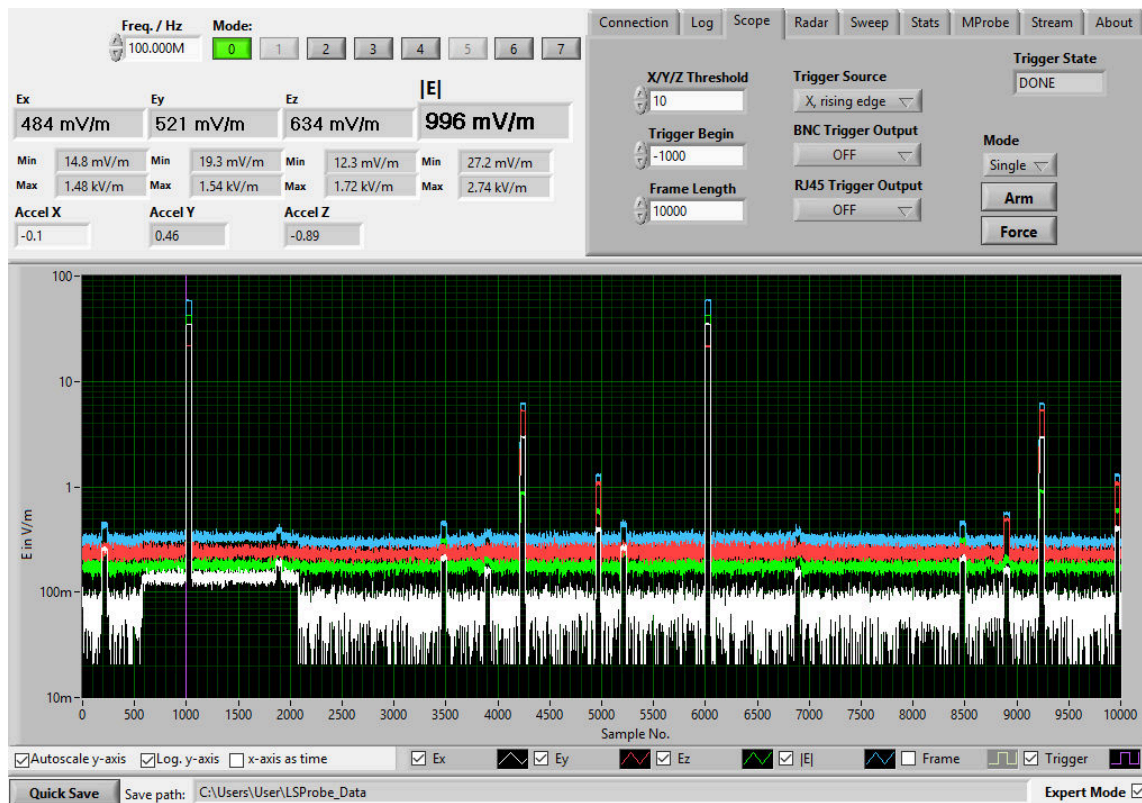 Freq. / Hz Mode:
100.000M 0 1 2 3 4 5 6 7
Ex Ey Ez |E|
484 mV/m 521 mV/m 634 mV/m 996 mV/m
Min 14.8 mV/m Min 19.3 mV/m Min 12.3 mV/m Min 27.2 mV/m
Max 1.48 kV/m Max 1.54 kV/m Max 1.72 kV/m Max 2.74 kV/m
Accel X Accel Y Accel Z
-0.1 0.46 -0.89
Connection Log Scope Radar Sweep Stats MProbe Stream About
Trigger State
DONE
X/Y/Z Threshold Trigger Source
10 X, rising edge
Trigger Begin BNC Trigger Output
-1000 OFF
Frame Length RJ45 Trigger Output
10000 OFF
Mode
Single
Arm
Force
100
10
1
100m
10m
E in V/m
0 500 1000 1500 2000 2500 3000 3500 4000 4500 5000 5500 6000 6500 7000 7500 8000 8500 9000 9500 10000
Sample No.
Autoscale y-axis Log. y-axis x-axis as time Ex Ey Ez |E| Frame Trigger
Quick Save Save path: C:\Users\User\LSProbe_Data Expert Mode